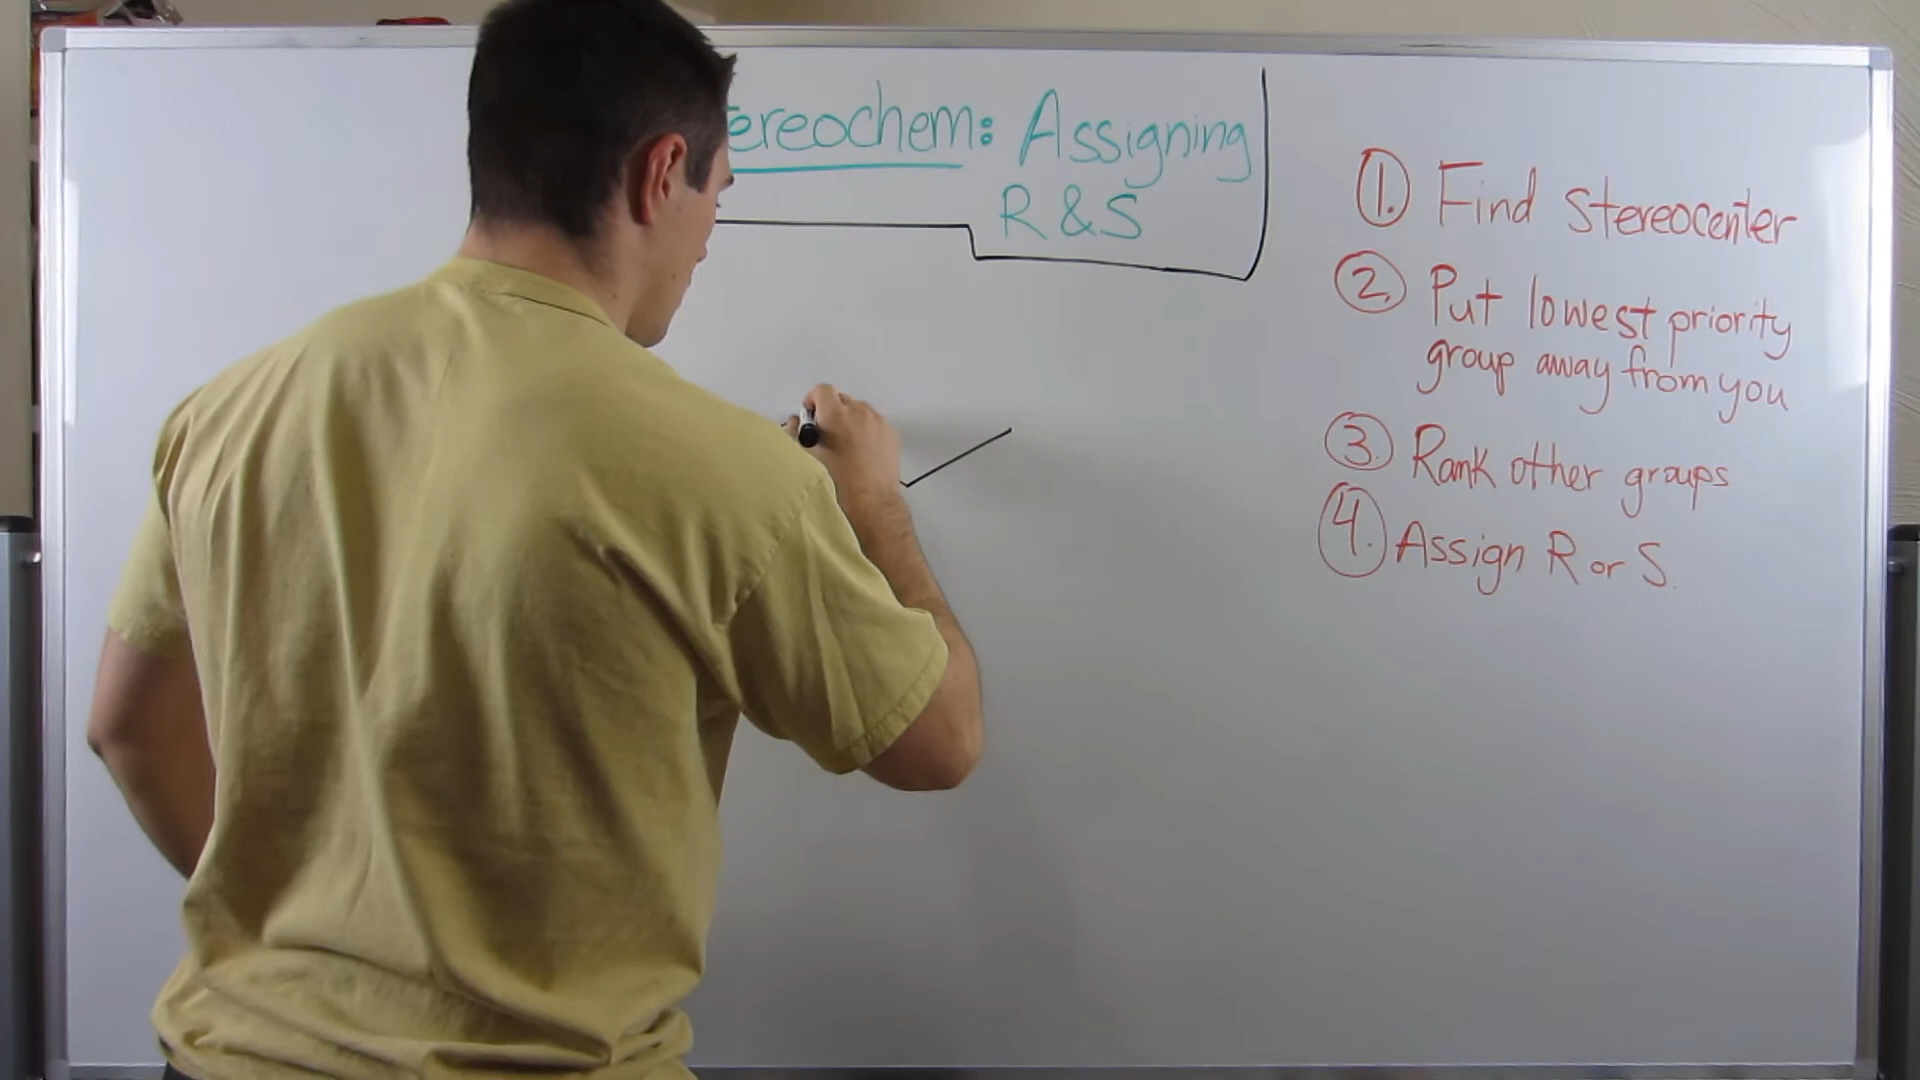 ereochem: Assigning
R & S
1. Find Stereocenter
2. Put lowest priority
group away from you
3. Rank other groups
4. Assign R or S.